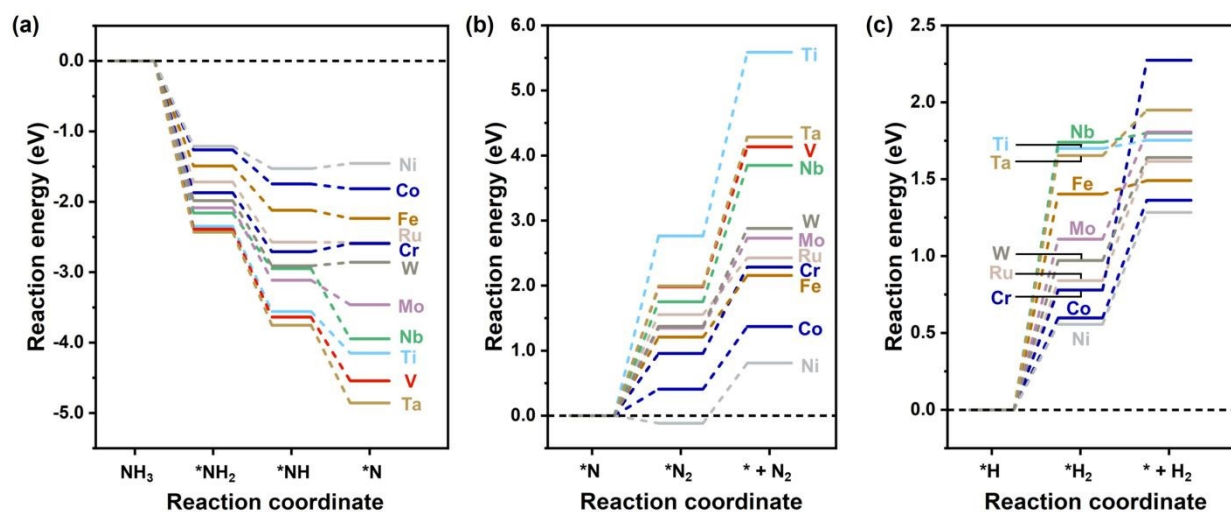 (a)
Reaction energy (eV)
0.0
-1.0
-2.0
-3.0
-4.0
-5.0
Ni
Co
Fe
Ru
Cr
W
Mo
Nb
Ti
V
Ta
NH₃
*NH₂
*NH
*N
Reaction coordinate
(b)
Reaction energy (eV)
6.0
5.0
4.0
3.0
2.0
1.0
0.0
Ti
Ta
V
Nb
W
Mo
Ru
Cr
Fe
Co
Ni
*N
*N₂
* + N₂
Reaction coordinate
(c)
Reaction energy (eV)
2.5
2.0
1.5
1.0
0.5
0.0
Nb
Ti
Ta
Fe
Mo
W
Ru
Cr
Co
Ni
*H
*H₂
* + H₂
Reaction coordinate